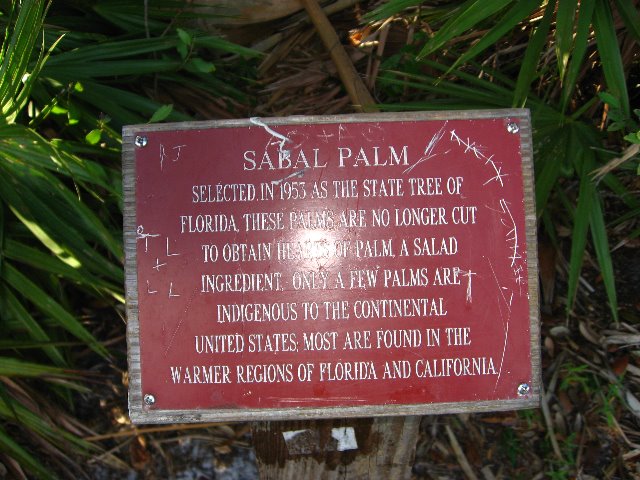 SABAL PALM
SELECTED IN 1953 AS THE STATE TREE OF
FLORIDA, THESE PALMS ARE NO LONGER CUT
TO OBTAIN HEARTS OF PALM, A SALAD
INGREDIENT. ONLY A FEW PALMS ARE
INDIGENOUS TO THE CONTINENTAL
UNITED STATES; MOST ARE FOUND IN THE
WARMER REGIONS OF FLORIDA AND CALIFORNIA.